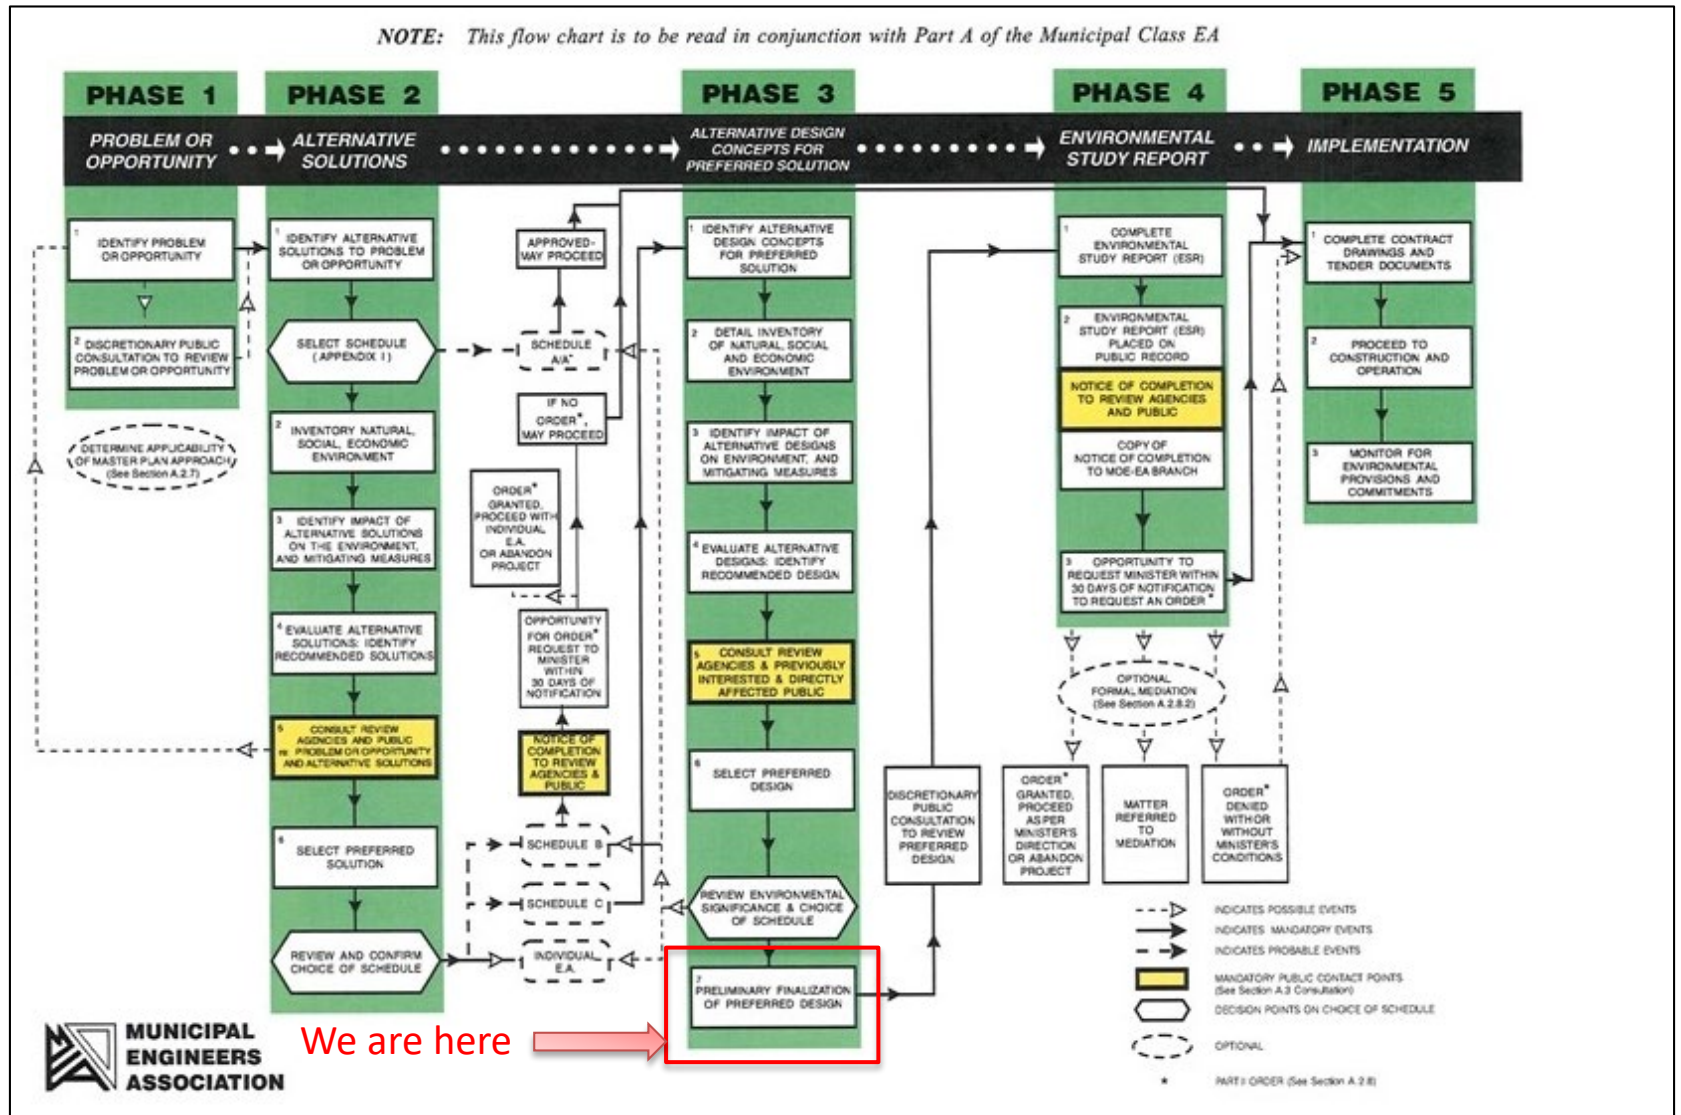 NOTE: This flow chart is to be read in conjunction with Part A of the Municipal Class EA
PHASE 1
PROBLEM OR
OPPORTUNITY
1
IDENTIFY PROBLEM
OR OPPORTUNITY
2 DISCRETIONARY PUBLIC
CONSULTATION TO REVIEW
PROBLEM OR OPPORTUNITY
DETERMINE APPLICABILITY
OF MASTER PLAN APPROACH
(See Section A.2.7)
PHASE 2
ALTERNATIVE
SOLUTIONS
1
IDENTIFY ALTERNATIVE
SOLUTIONS TO PROBLEM
OR OPPORTUNITY
SELECT SCHEDULE
(APPENDIX I)
2
INVENTORY NATURAL,
SOCIAL, ECONOMIC
ENVIRONMENT
3 IDENTIFY IMPACT OF
ALTERNATIVE SOLUTIONS
ON THE ENVIRONMENT,
AND MITIGATING MEASURES
4 EVALUATE ALTERNATIVE
SOLUTIONS: IDENTIFY
RECOMMENDED SOLUTIONS
5
CONSULT REVIEW
AGENCIES AND PUBLIC
re: PROBLEM OR OPPORTUNITY
AND ALTERNATIVE SOLUTIONS
6
SELECT PREFERRED
SOLUTION
REVIEW AND CONFIRM
CHOICE OF SCHEDULE
APPROVED-
MAY PROCEED
SCHEDULE
A/A+
IF NO
ORDER*,
MAY PROCEED
ORDER*
GRANTED,
PROCEED WITH
INDIVIDUAL
E.A.
OR ABANDON
PROJECT
OPPORTUNITY
FOR ORDER*
REQUEST TO
MINISTER
WITHIN
30 DAYS OF
NOTIFICATION
NOTICE OF
COMPLETION
TO REVIEW
AGENCIES &
PUBLIC
SCHEDULE B
SCHEDULE C
INDIVIDUAL
E.A.
PHASE 3
ALTERNATIVE DESIGN
CONCEPTS FOR
PREFERRED SOLUTION
1 IDENTIFY ALTERNATIVE
DESIGN CONCEPTS
FOR PREFERRED
SOLUTION
2 DETAIL INVENTORY
OF NATURAL, SOCIAL
AND ECONOMIC
ENVIRONMENT
3 IDENTIFY IMPACT OF
ALTERNATIVE DESIGNS
ON ENVIRONMENT, AND
MITIGATING MEASURES
4 EVALUATE ALTERNATIVE
DESIGNS: IDENTIFY
RECOMMENDED DESIGN
5 CONSULT REVIEW
AGENCIES & PREVIOUSLY
INTERESTED & DIRECTLY
AFFECTED PUBLIC
6
SELECT PREFERRED
DESIGN
REVIEW ENVIRONMENTAL
SIGNIFICANCE & CHOICE
OF SCHEDULE
7
PRELIMINARY FINALIZATION
OF PREFERRED DESIGN
DISCRETIONARY
PUBLIC
CONSULTATION
TO REVIEW
PREFERRED
DESIGN
PHASE 4
ENVIRONMENTAL
STUDY REPORT
1
COMPLETE
ENVIRONMENTAL
STUDY REPORT (ESR)
2 ENVIRONMENTAL
STUDY REPORT (ESR)
PLACED ON
PUBLIC RECORD
NOTICE OF COMPLETION
TO REVIEW AGENCIES
AND PUBLIC
COPY OF
NOTICE OF COMPLETION
TO MOE-EA BRANCH
3 OPPORTUNITY TO
REQUEST MINISTER WITHIN
30 DAYS OF NOTIFICATION
TO REQUEST AN ORDER*
OPTIONAL
FORMAL MEDIATION
(See Section A.2.8.2)
ORDER*
GRANTED,
PROCEED
AS PER
MINISTER'S
DIRECTION
OR ABANDON
PROJECT
MATTER
REFERRED
TO
MEDIATION
ORDER*
DENIED
WITH OR
WITHOUT
MINISTER'S
CONDITIONS
PHASE 5
IMPLEMENTATION
1
COMPLETE CONTRACT
DRAWINGS AND
TENDER DOCUMENTS
2
PROCEED TO
CONSTRUCTION AND
OPERATION
3
MONITOR FOR
ENVIRONMENTAL
PROVISIONS AND
COMMITMENTS
INDICATES POSSIBLE EVENTS
INDICATES MANDATORY EVENTS
INDICATES PROBABLE EVENTS
MANDATORY PUBLIC CONTACT POINTS
(See Section A.3 Consultation)
DECISION POINTS ON CHOICE OF SCHEDULE
OPTIONAL
* PART II ORDER (See Section A.2.8)
We are here
MUNICIPAL
ENGINEERS
ASSOCIATION